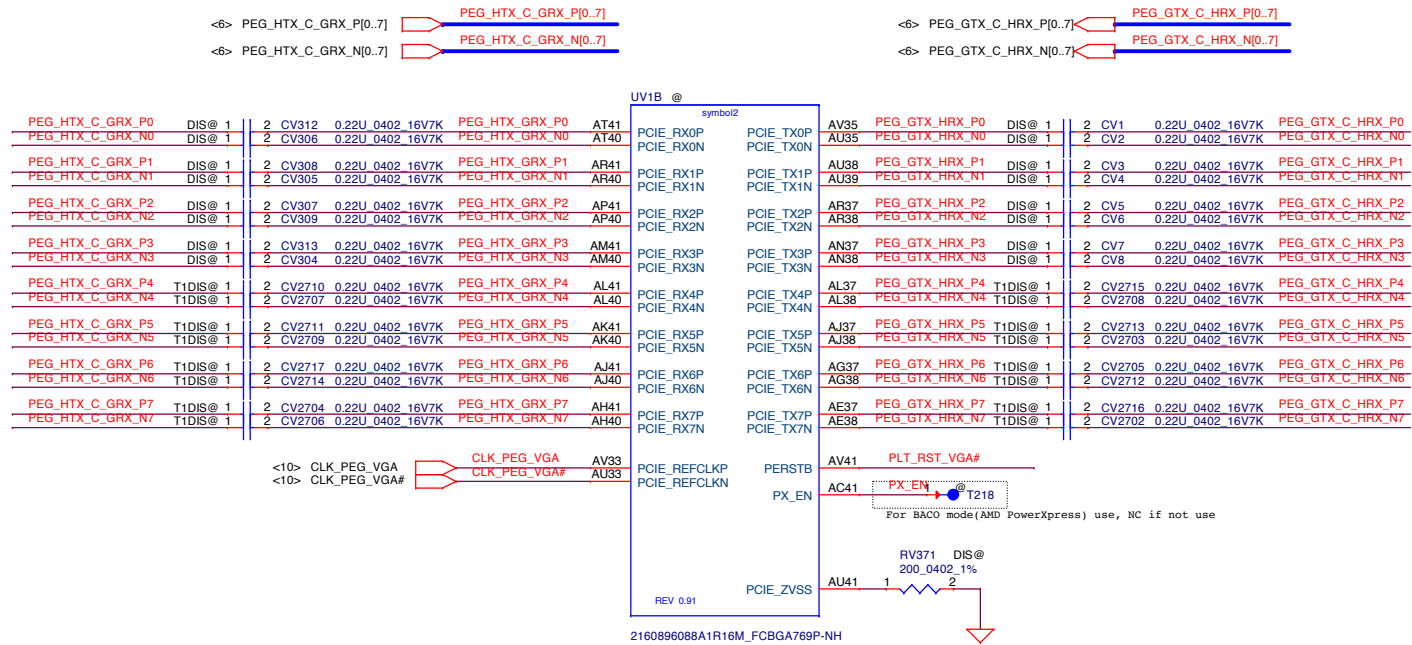 <6> PEG_HTX_C_GRX_P[0..7] PEG_HTX_C_GRX_P[0..7] <6> PEG_GTX_C_HRX_P[0..7] PEG_GTX_C_HRX_P[0..7]
<6> PEG_HTX_C_GRX_N[0..7] PEG_HTX_C_GRX_N[0..7] <6> PEG_GTX_C_HRX_N[0..7] PEG_GTX_C_HRX_N[0..7]
UV1B @
symbol2
PEG_HTX_C_GRX_P0 DIS@ 1 2 CV312 0.22U_0402_16V7K PEG_HTX_GRX_P0 AT41 PCIE_RX0P PCIE_TX0P AV35 PEG_GTX_HRX_P0 DIS@ 1 2 CV1 0.22U_0402_16V7K PEG_GTX_C_HRX_P0
PEG_HTX_C_GRX_N0 DIS@ 1 2 CV306 0.22U_0402_16V7K PEG_HTX_GRX_N0 AT40 PCIE_RX0N PCIE_TX0N AU35 PEG_GTX_HRX_N0 DIS@ 1 2 CV2 0.22U_0402_16V7K PEG_GTX_C_HRX_N0
PEG_HTX_C_GRX_P1 DIS@ 1 2 CV308 0.22U_0402_16V7K PEG_HTX_GRX_P1 AR41 PCIE_RX1P PCIE_TX1P AU38 PEG_GTX_HRX_P1 DIS@ 1 2 CV3 0.22U_0402_16V7K PEG_GTX_C_HRX_P1
PEG_HTX_C_GRX_N1 DIS@ 1 2 CV305 0.22U_0402_16V7K PEG_HTX_GRX_N1 AR40 PCIE_RX1N PCIE_TX1N AU39 PEG_GTX_HRX_N1 DIS@ 1 2 CV4 0.22U_0402_16V7K PEG_GTX_C_HRX_N1
PEG_HTX_C_GRX_P2 DIS@ 1 2 CV307 0.22U_0402_16V7K PEG_HTX_GRX_P2 AP41 PCIE_RX2P PCIE_TX2P AR37 PEG_GTX_HRX_P2 DIS@ 1 2 CV5 0.22U_0402_16V7K PEG_GTX_C_HRX_P2
PEG_HTX_C_GRX_N2 DIS@ 1 2 CV309 0.22U_0402_16V7K PEG_HTX_GRX_N2 AP40 PCIE_RX2N PCIE_TX2N AR38 PEG_GTX_HRX_N2 DIS@ 1 2 CV6 0.22U_0402_16V7K PEG_GTX_C_HRX_N2
PEG_HTX_C_GRX_P3 DIS@ 1 2 CV313 0.22U_0402_16V7K PEG_HTX_GRX_P3 AM41 PCIE_RX3P PCIE_TX3P AN37 PEG_GTX_HRX_P3 DIS@ 1 2 CV7 0.22U_0402_16V7K PEG_GTX_C_HRX_P3
PEG_HTX_C_GRX_N3 DIS@ 1 2 CV304 0.22U_0402_16V7K PEG_HTX_GRX_N3 AM40 PCIE_RX3N PCIE_TX3N AN38 PEG_GTX_HRX_N3 DIS@ 1 2 CV8 0.22U_0402_16V7K PEG_GTX_C_HRX_N3
PEG_HTX_C_GRX_P4 T1DIS@ 1 2 CV2710 0.22U_0402_16V7K PEG_HTX_GRX_P4 AL41 PCIE_RX4P PCIE_TX4P AL37 PEG_GTX_HRX_P4 T1DIS@ 1 2 CV2715 0.22U_0402_16V7K PEG_GTX_C_HRX_P4
PEG_HTX_C_GRX_N4 T1DIS@ 1 2 CV2707 0.22U_0402_16V7K PEG_HTX_GRX_N4 AL40 PCIE_RX4N PCIE_TX4N AL38 PEG_GTX_HRX_N4 T1DIS@ 1 2 CV2708 0.22U_0402_16V7K PEG_GTX_C_HRX_N4
PEG_HTX_C_GRX_P5 T1DIS@ 1 2 CV2711 0.22U_0402_16V7K PEG_HTX_GRX_P5 AK41 PCIE_RX5P PCIE_TX5P AJ37 PEG_GTX_HRX_P5 T1DIS@ 1 2 CV2713 0.22U_0402_16V7K PEG_GTX_C_HRX_P5
PEG_HTX_C_GRX_N5 T1DIS@ 1 2 CV2709 0.22U_0402_16V7K PEG_HTX_GRX_N5 AK40 PCIE_RX5N PCIE_TX5N AJ38 PEG_GTX_HRX_N5 T1DIS@ 1 2 CV2703 0.22U_0402_16V7K PEG_GTX_C_HRX_N5
PEG_HTX_C_GRX_P6 T1DIS@ 1 2 CV2717 0.22U_0402_16V7K PEG_HTX_GRX_P6 AJ41 PCIE_RX6P PCIE_TX6P AG37 PEG_GTX_HRX_P6 T1DIS@ 1 2 CV2705 0.22U_0402_16V7K PEG_GTX_C_HRX_P6
PEG_HTX_C_GRX_N6 T1DIS@ 1 2 CV2714 0.22U_0402_16V7K PEG_HTX_GRX_N6 AJ40 PCIE_RX6N PCIE_TX6N AG38 PEG_GTX_HRX_N6 T1DIS@ 1 2 CV2712 0.22U_0402_16V7K PEG_GTX_C_HRX_N6
PEG_HTX_C_GRX_P7 T1DIS@ 1 2 CV2704 0.22U_0402_16V7K PEG_HTX_GRX_P7 AH41 PCIE_RX7P PCIE_TX7P AE37 PEG_GTX_HRX_P7 T1DIS@ 1 2 CV2716 0.22U_0402_16V7K PEG_GTX_C_HRX_P7
PEG_HTX_C_GRX_N7 T1DIS@ 1 2 CV2706 0.22U_0402_16V7K PEG_HTX_GRX_N7 AH40 PCIE_RX7N PCIE_TX7N AE38 PEG_GTX_HRX_N7 T1DIS@ 1 2 CV2702 0.22U_0402_16V7K PEG_GTX_C_HRX_N7
<10> CLK_PEG_VGA CLK_PEG_VGA AV33 PCIE_REFCLKP PERSTB AV41 PLT_RST_VGA#
<10> CLK_PEG_VGA# CLK_PEG_VGA# AU33 PCIE_REFCLKN
PX_EN AC41 PX_EN 1 @ T218
For BACO mode(AMD PowerXpress) use, NC if not use
RV371 DIS@
200_0402_1%
PCIE_ZVSS AU41 1 2
REV 0.91
2160896088A1R16M_FCBGA769P-NH